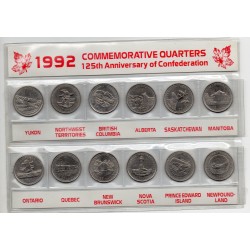 1992 COMMEMORATIVE QUARTERS
125th Anniversary of Confederation
YUKON
NORTHWEST TERRITORIES
BRITISH COLUMBIA
ALBERTA
SASKATCHEWAN
MANITOBA
ONTARIO
QUEBEC
NEW BRUNSWICK
NOVA SCOTIA
PRINCE EDWARD ISLAND
NEWFOUND-
LAND